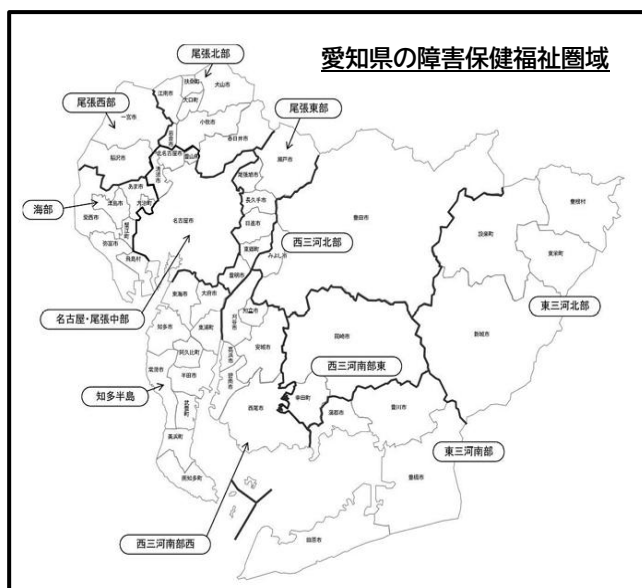 愛知県の障害保健福祉圏域
尾張北部
尾張西部
尾張東部
海部
西三河北部
名古屋・尾張中部
東三河北部
西三河南部東
知多半島
東三河南部
西三河南部西
扶桑町
犬山市
江南市
大口町
一宮市
小牧市
岩倉市
春日井市
稲沢市
北名古屋市
豊山町
清須市
瀬戸市
尾張旭市
あま市
津島市
大治町
愛西市
蟹江町
弥富市
飛島村
名古屋市
長久手市
日進市
東郷町
みよし市
豊田市
豊明市
設楽町
豊根村
東栄町
新城市
東海市
大府市
知多市
東浦町
阿久比町
常滑市
半田市
武豊町
美浜町
南知多町
刈谷市
知立市
安城市
高浜市
碧南市
西尾市
岡崎市
幸田町
蒲郡市
豊川市
豊橋市
田原市